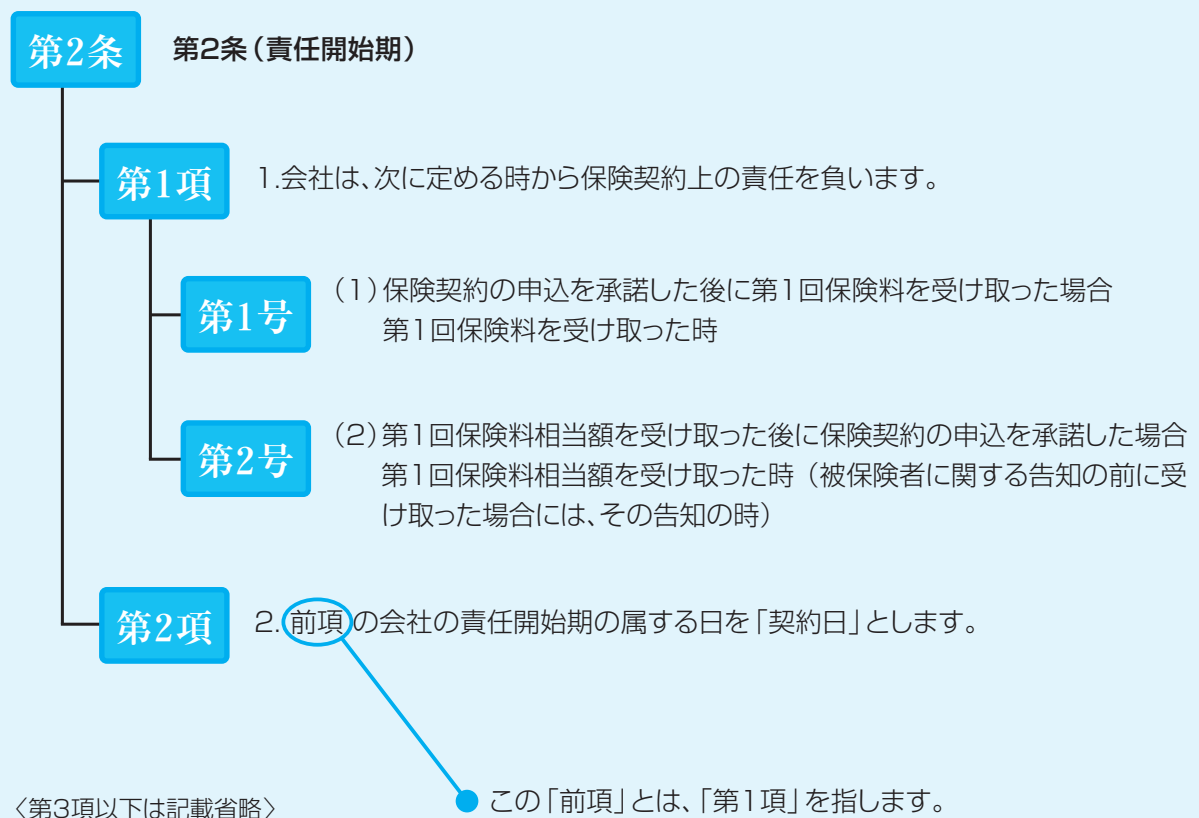 第2条
第2条（責任開始期）
第1項
1.会社は、次に定める時から保険契約上の責任を負います。
第1号
（1）保険契約の申込を承諾した後に第1回保険料を受け取った場合
第1回保険料を受け取った時
第2号
（2）第1回保険料相当額を受け取った後に保険契約の申込を承諾した場合
第1回保険料相当額を受け取った時（被保険者に関する告知の前に受
け取った場合には、その告知の時）
第2項
2.前項の会社の責任開始期の属する日を「契約日」とします。
この「前項」とは、「第1項」を指します。
〈第3項以下は記載省略〉